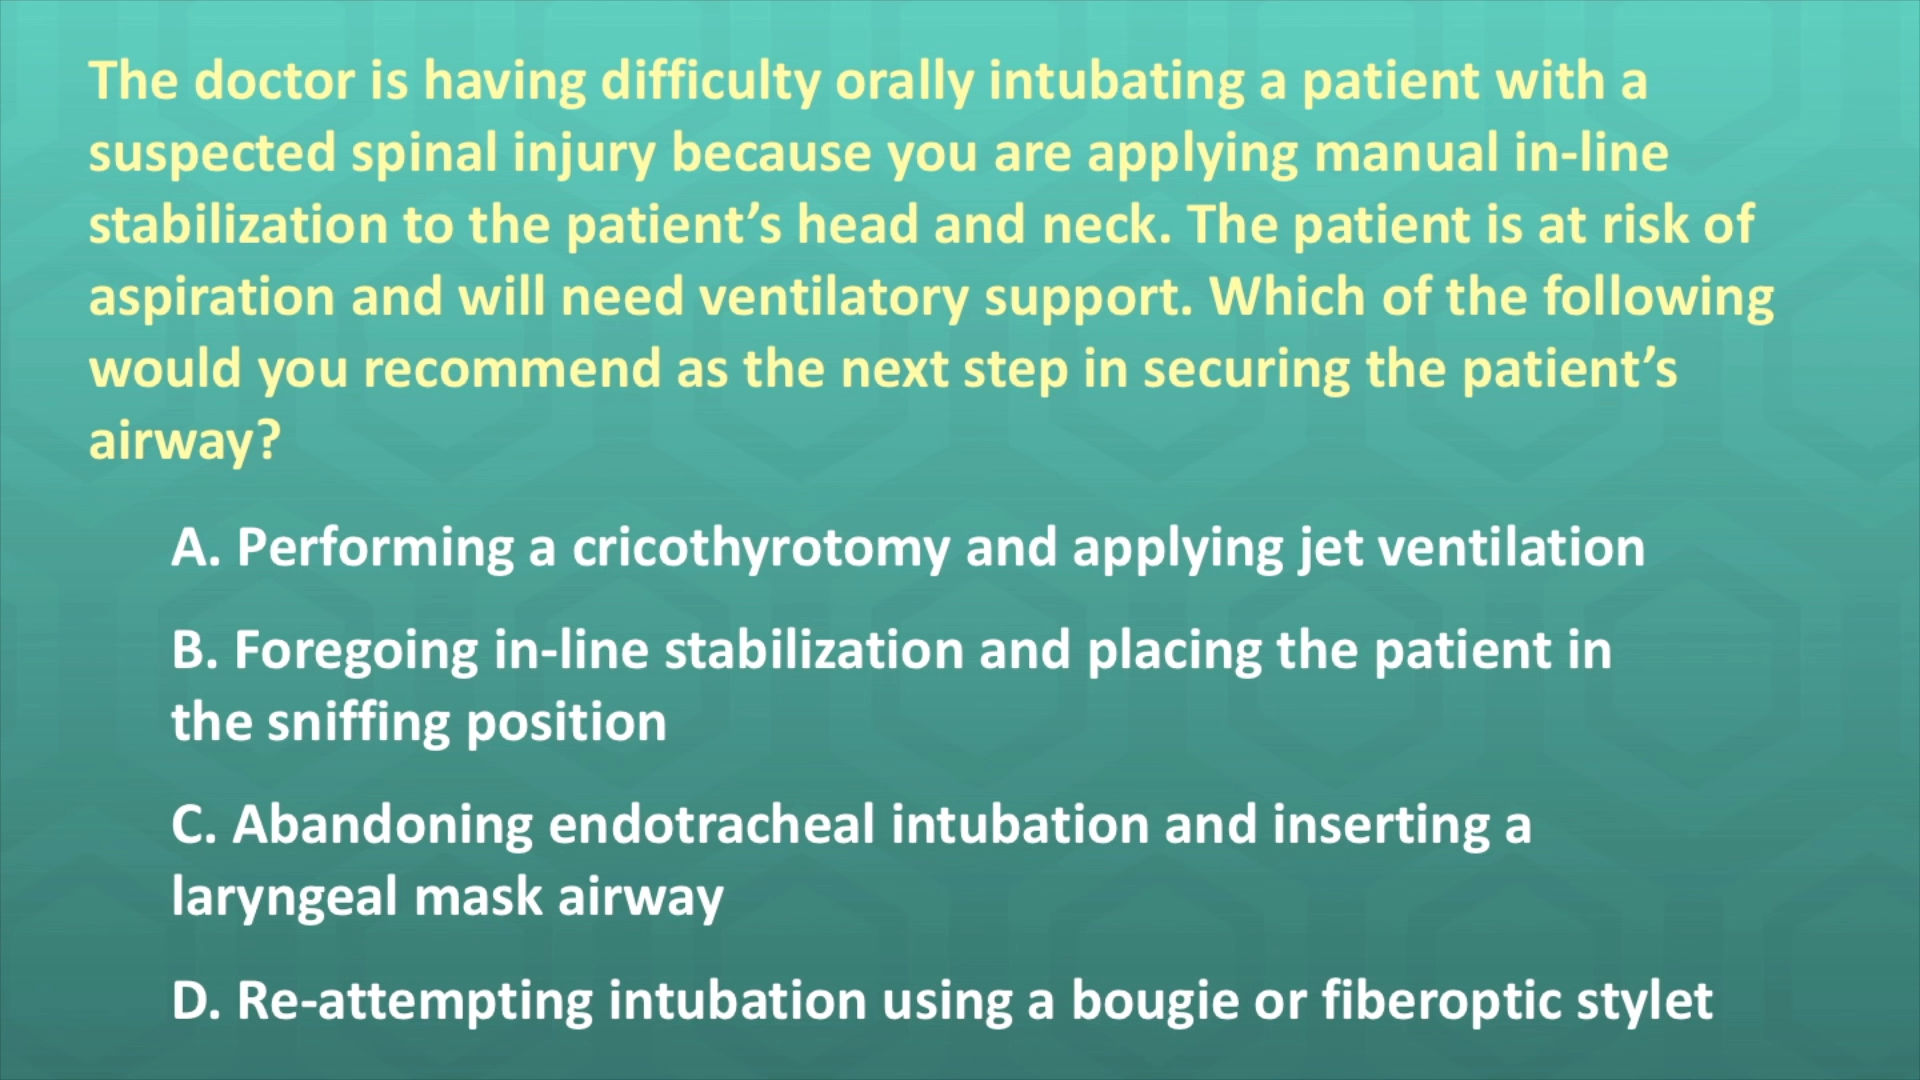 The doctor is having difficulty orally intubating a patient with a
suspected spinal injury because you are applying manual in-line
stabilization to the patient’s head and neck. The patient is at risk of
aspiration and will need ventilatory support. Which of the following
would you recommend as the next step in securing the patient’s
airway?
A. Performing a cricothyrotomy and applying jet ventilation
B. Foregoing in-line stabilization and placing the patient in
the sniffing position
C. Abandoning endotracheal intubation and inserting a
laryngeal mask airway
D. Re-attempting intubation using a bougie or fiberoptic stylet